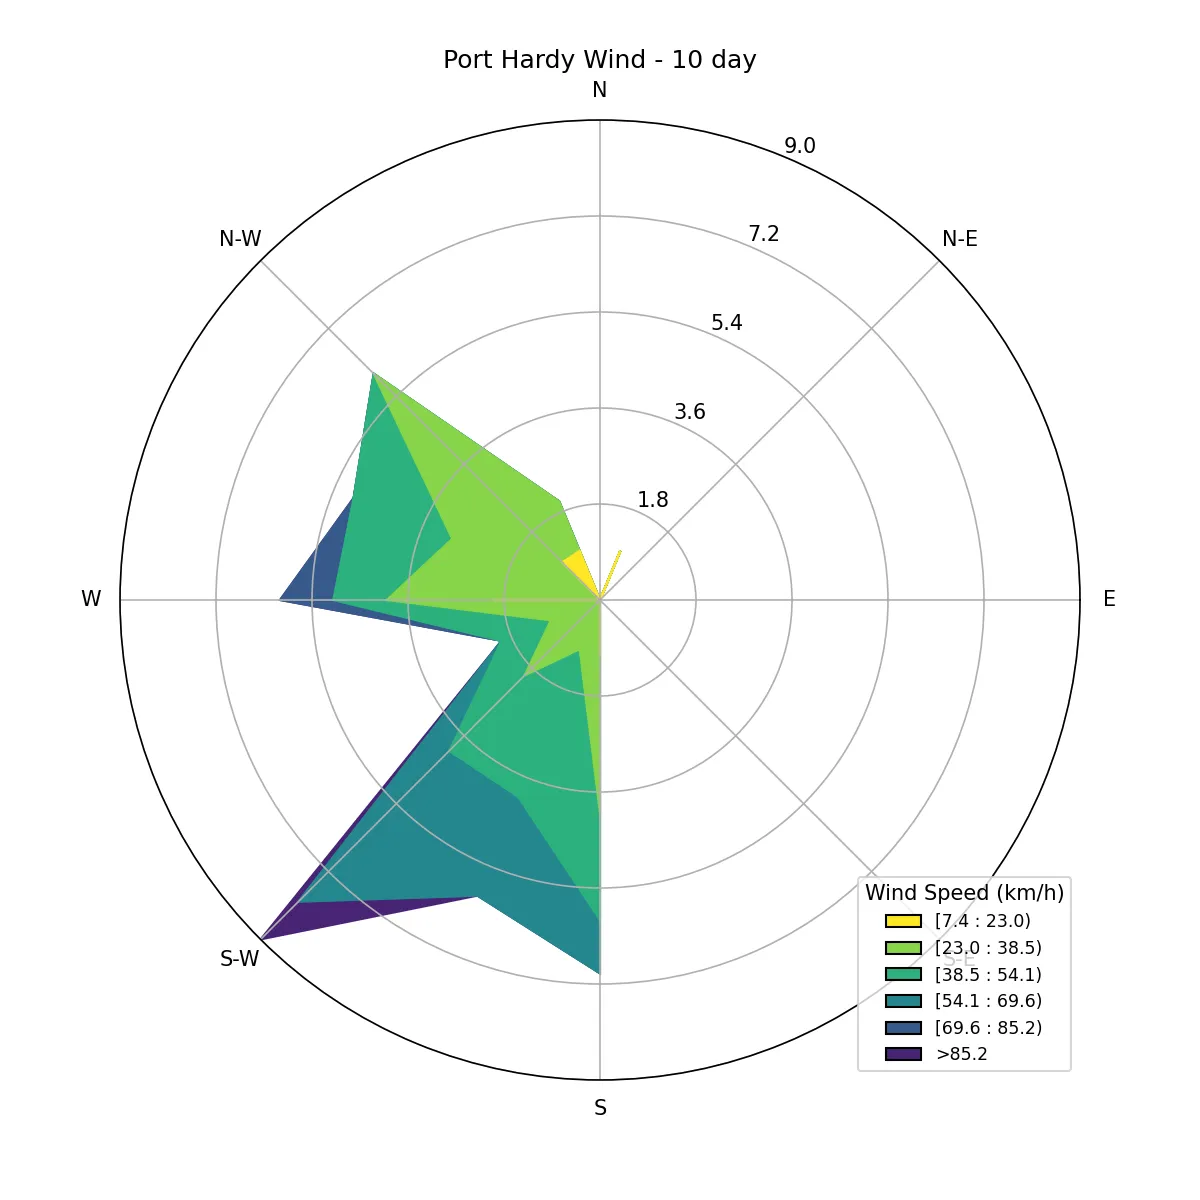 Port Hardy Wind - 10 day
N
9.0
N-W
N-E
7.2
5.4
3.6
1.8
W
E
S-W
S-E
S
Wind Speed (km/h)
[7.4 : 23.0)
[23.0 : 38.5)
[38.5 : 54.1)
[54.1 : 69.6)
[69.6 : 85.2)
>85.2